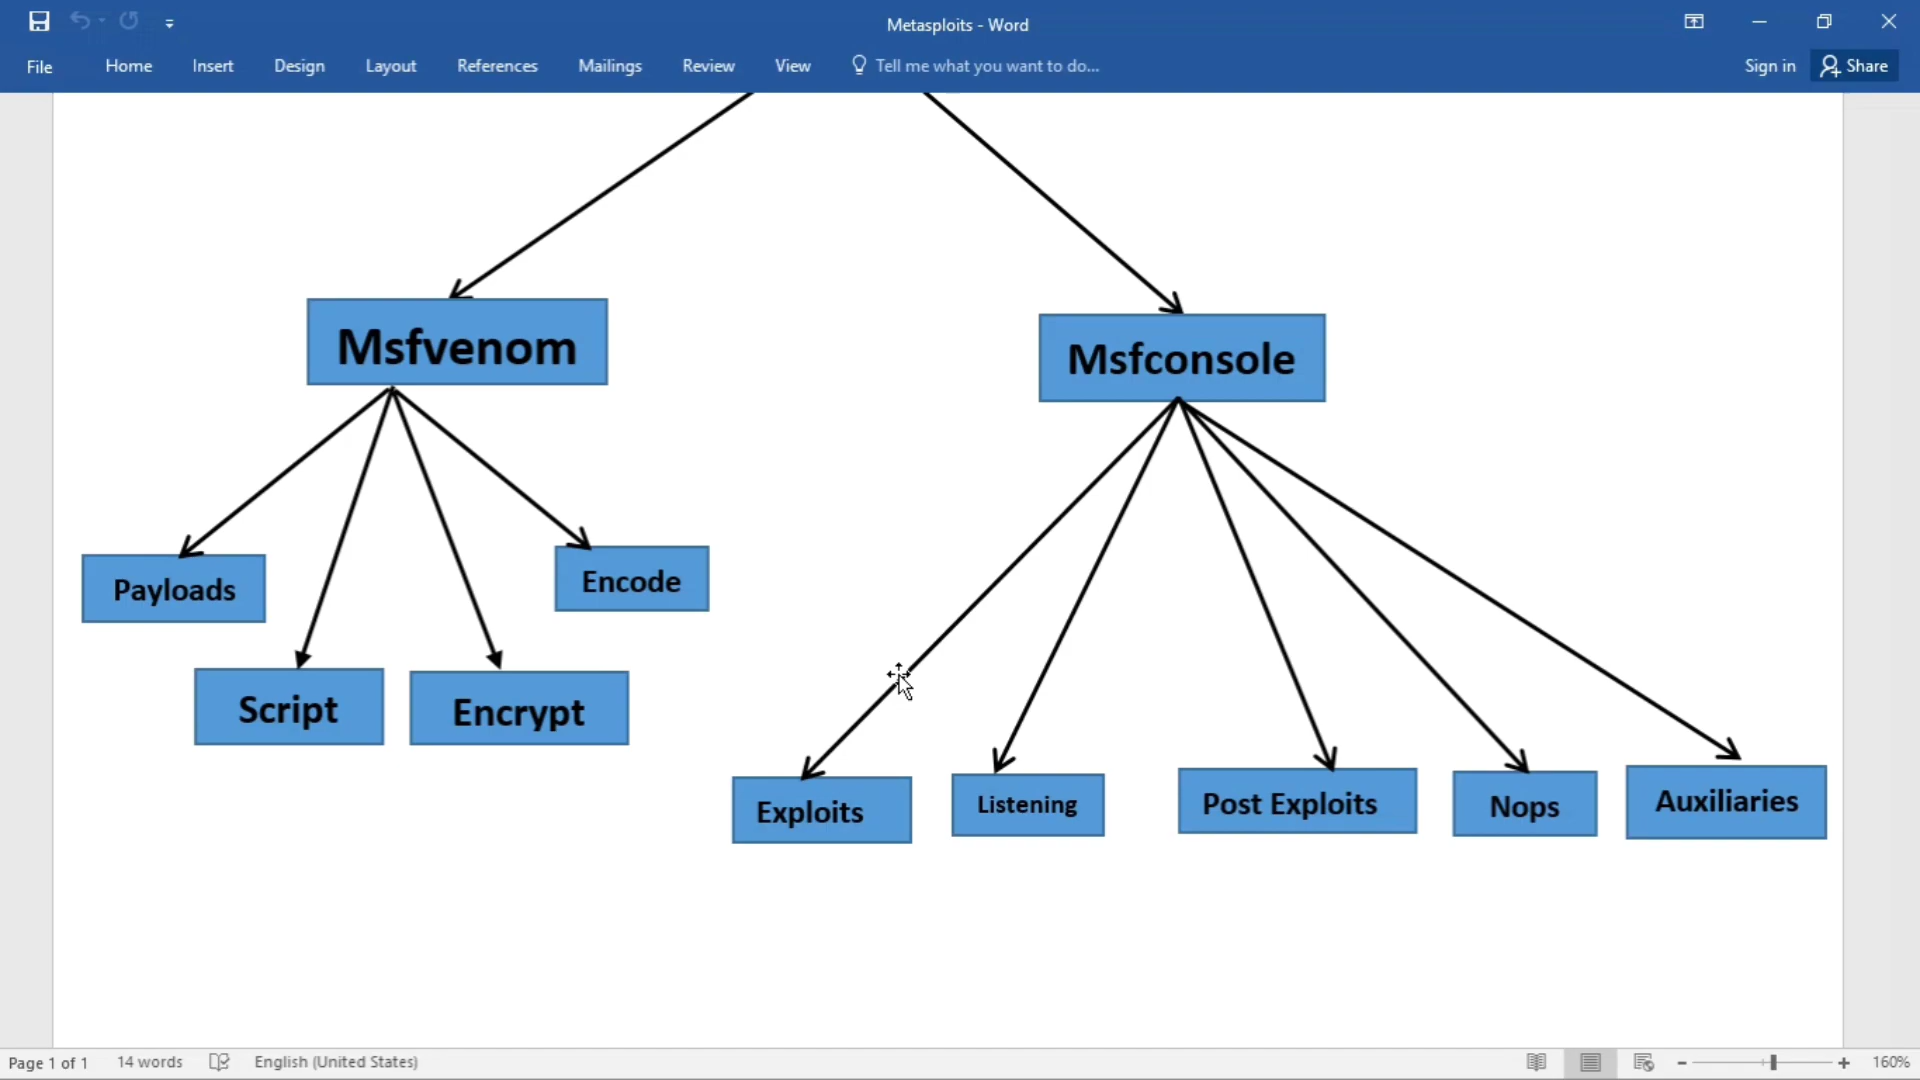 Metasploits - Word
File Home Insert Design Layout References Mailings Review View Tell me what you want to do... Sign in Share
Msfvenom
Msfconsole
Payloads
Encode
Script
Encrypt
Exploits
Listening
Post Exploits
Nops
Auxiliaries
Page 1 of 1 14 words English (United States) 160%